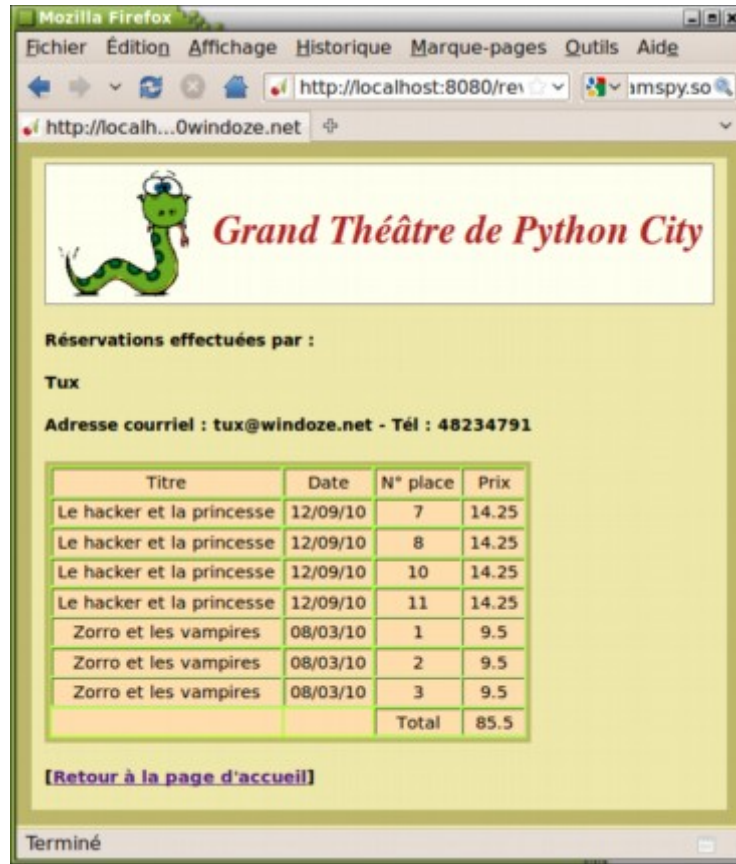 Mozilla Firefox
Fichier Édition Affichage Historique Marque-pages Outils Aide
http://localhost:8080/rev amspy.so
http://localh...0windoze.net
Grand Théâtre de Python City
Réservations effectuées par :
Tux
Adresse courriel : tux@windoze.net - Tél : 48234791
Titre Date N° place Prix
Le hacker et la princesse 12/09/10 7 14.25
Le hacker et la princesse 12/09/10 8 14.25
Le hacker et la princesse 12/09/10 10 14.25
Le hacker et la princesse 12/09/10 11 14.25
Zorro et les vampires 08/03/10 1 9.5
Zorro et les vampires 08/03/10 2 9.5
Zorro et les vampires 08/03/10 3 9.5
Total 85.5
[Retour à la page d'accueil]
Terminé